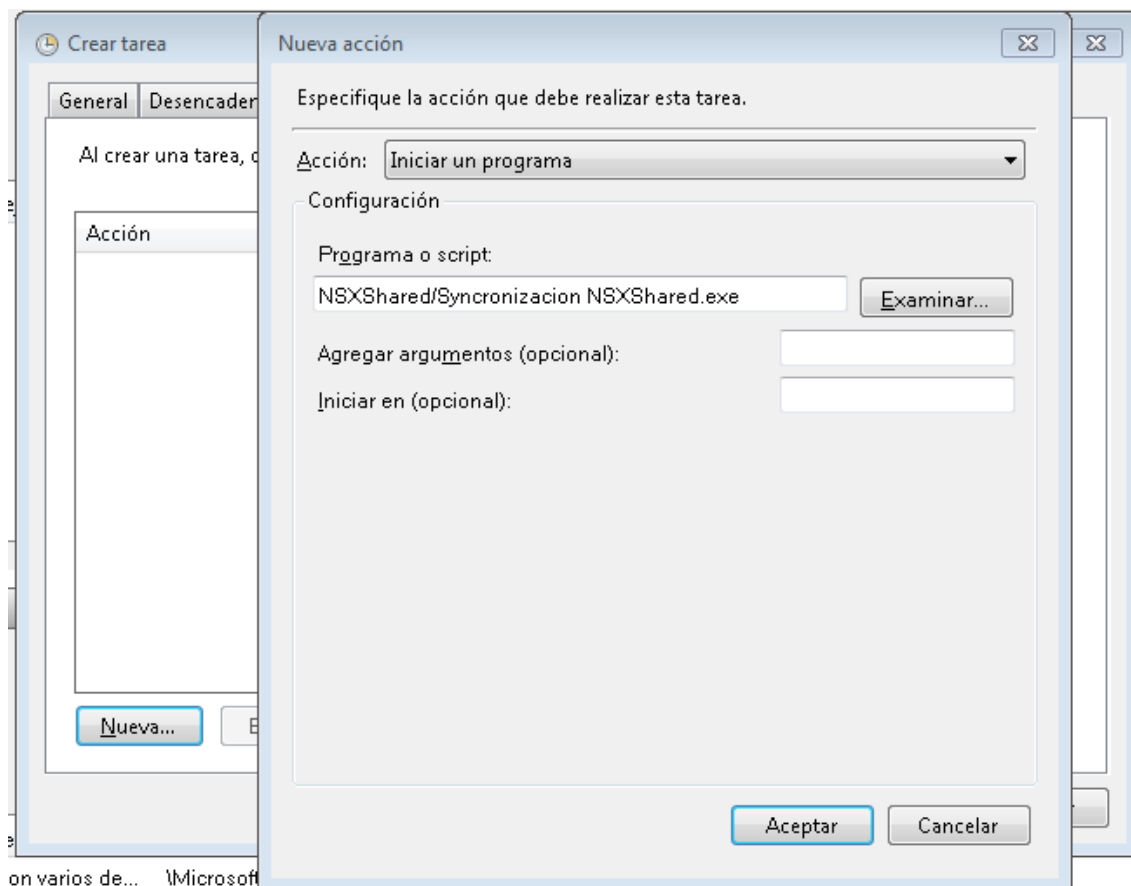 Crear tarea
Nueva acción
General Desencaden
Especifique la acción que debe realizar esta tarea.
Al crear una tarea,
Acción: Iniciar un programa
Configuración
Acción
Programa o script:
NSXShared/Syncronizacion NSXShared.exe Examinar...
Agregar argumentos (opcional):
Iniciar en (opcional):
Nueva... E
Aceptar Cancelar
on varios de... \Microsoft